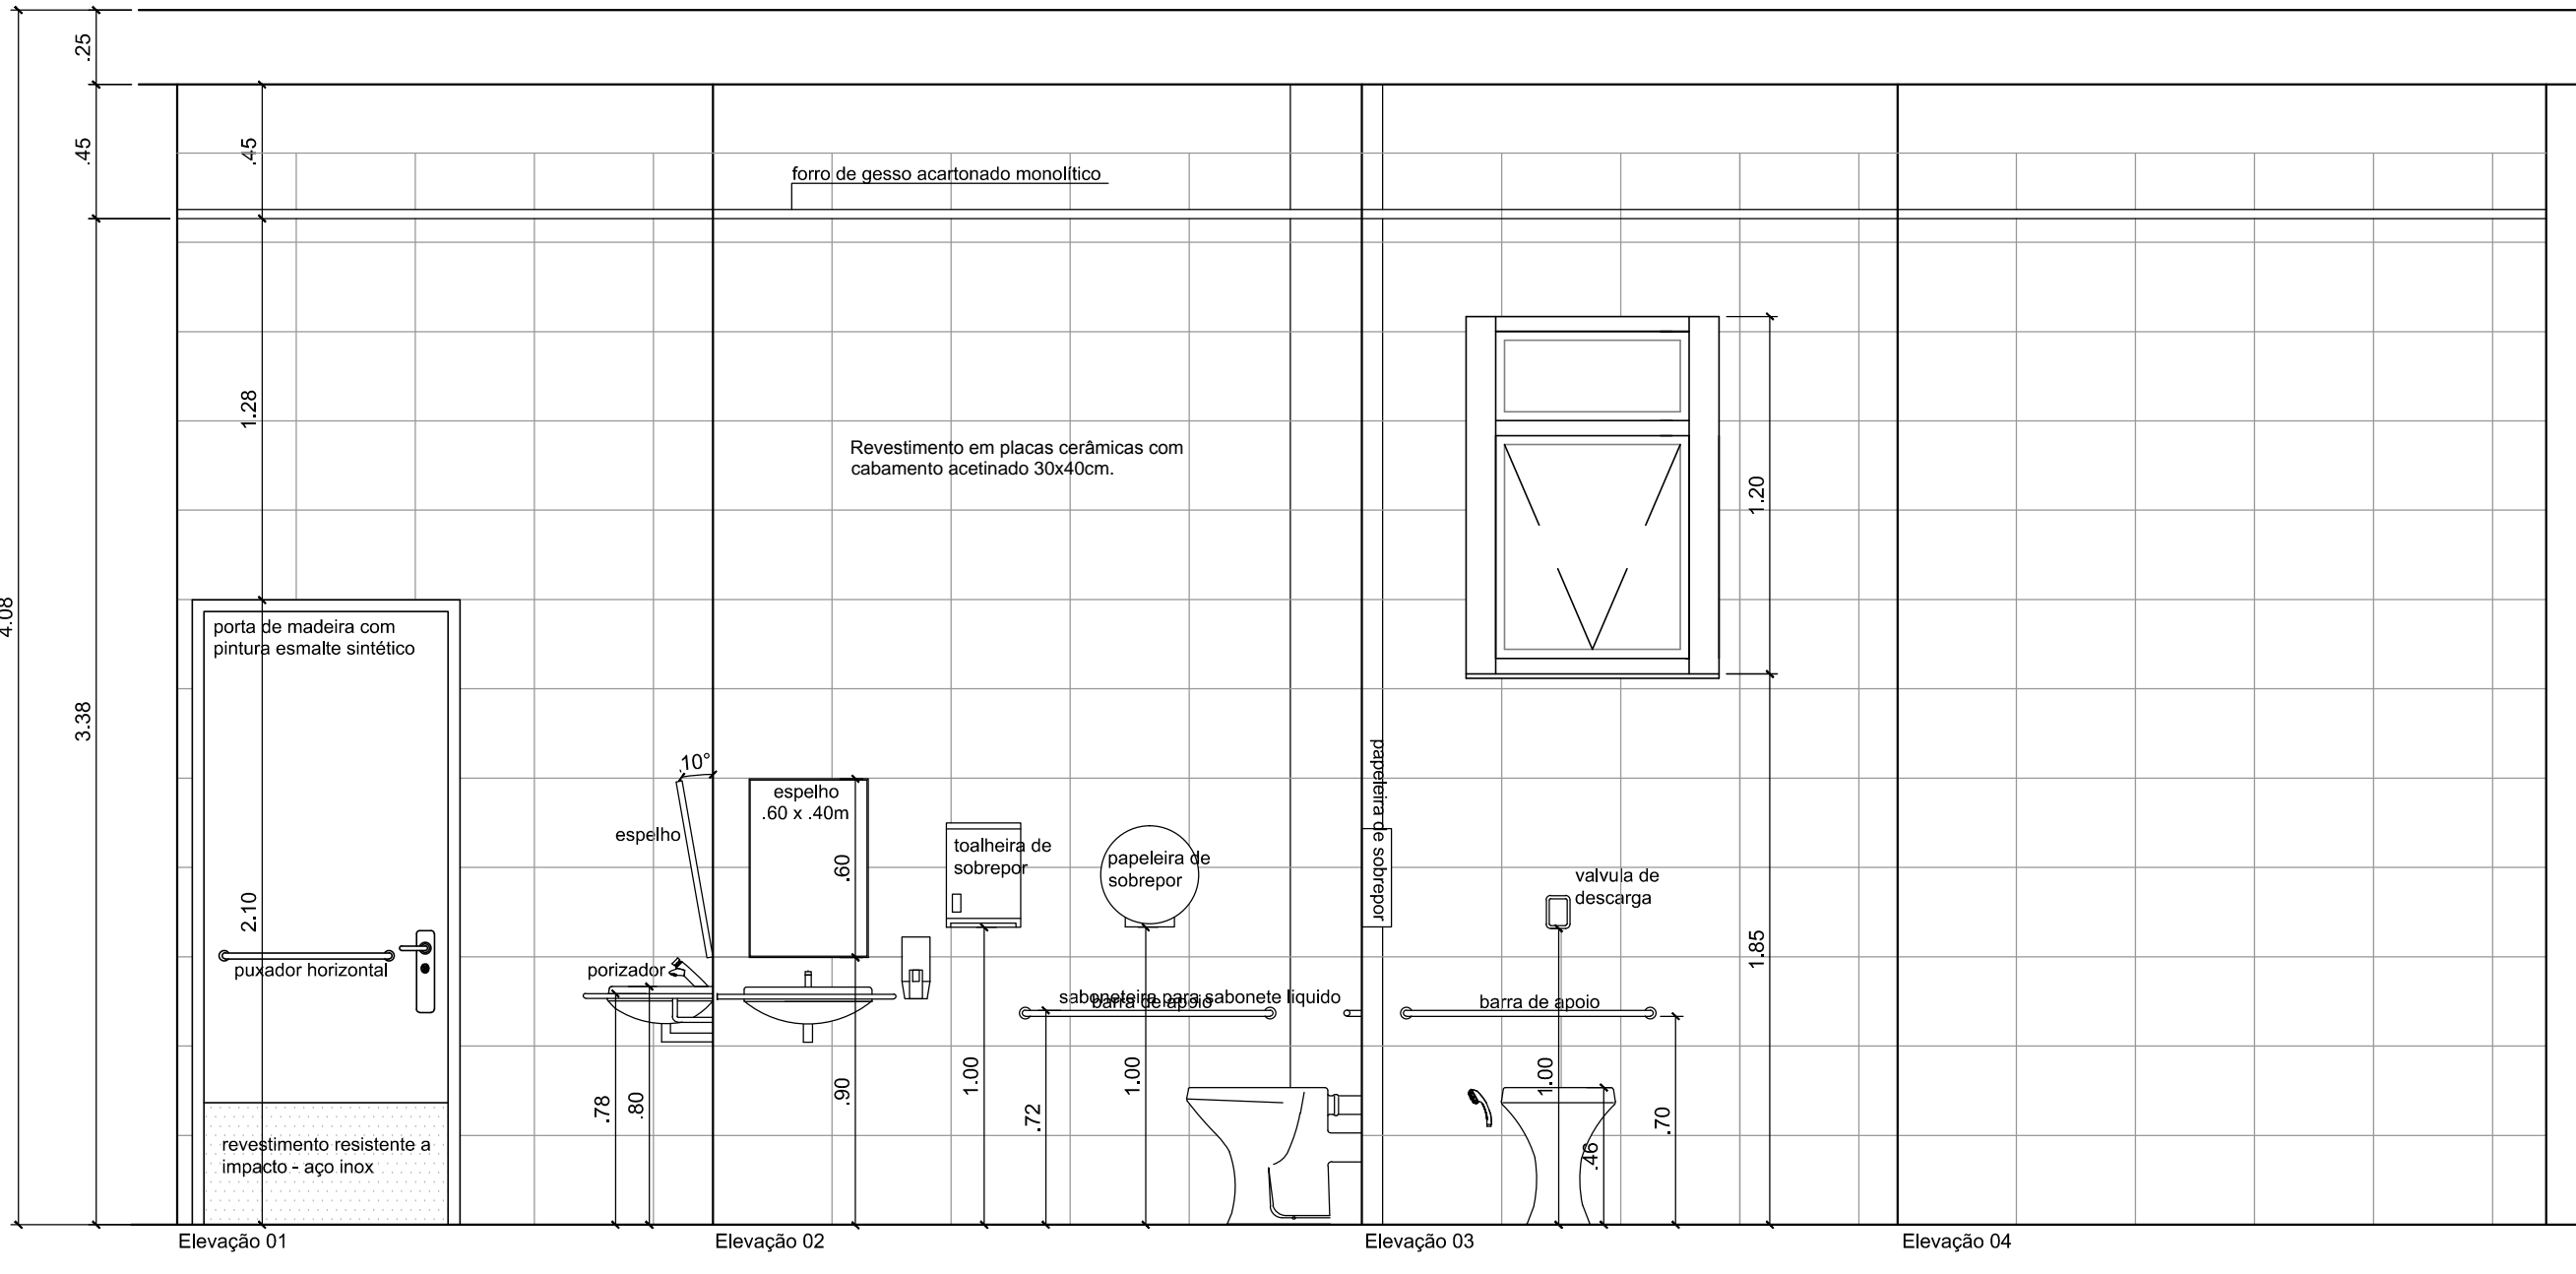 .25
.45
.45
forro de gesso acartonado monolítico
1.28
Revestimento em placas cerâmicas com
cabamento acetinado 30x40cm.
1.20
4.08
3.38
porta de madeira com
pintura esmalte sintético
2.10
puxador horizontal
revestimento resistente a
impacto - aço inox
10°
espelho
porizador
.78
.80
espelho
.60 x .40m
.60
.90
toalheira de
sobrepor
1.00
papeleira de
sobrepor
1.00
saboneteira para sabonete liquido
barra de apoio
.72
papeleira de sobrepor
valvula de
descarga
barra de apoio
1.00
.46
.70
1.85
Elevação 01
Elevação 02
Elevação 03
Elevação 04